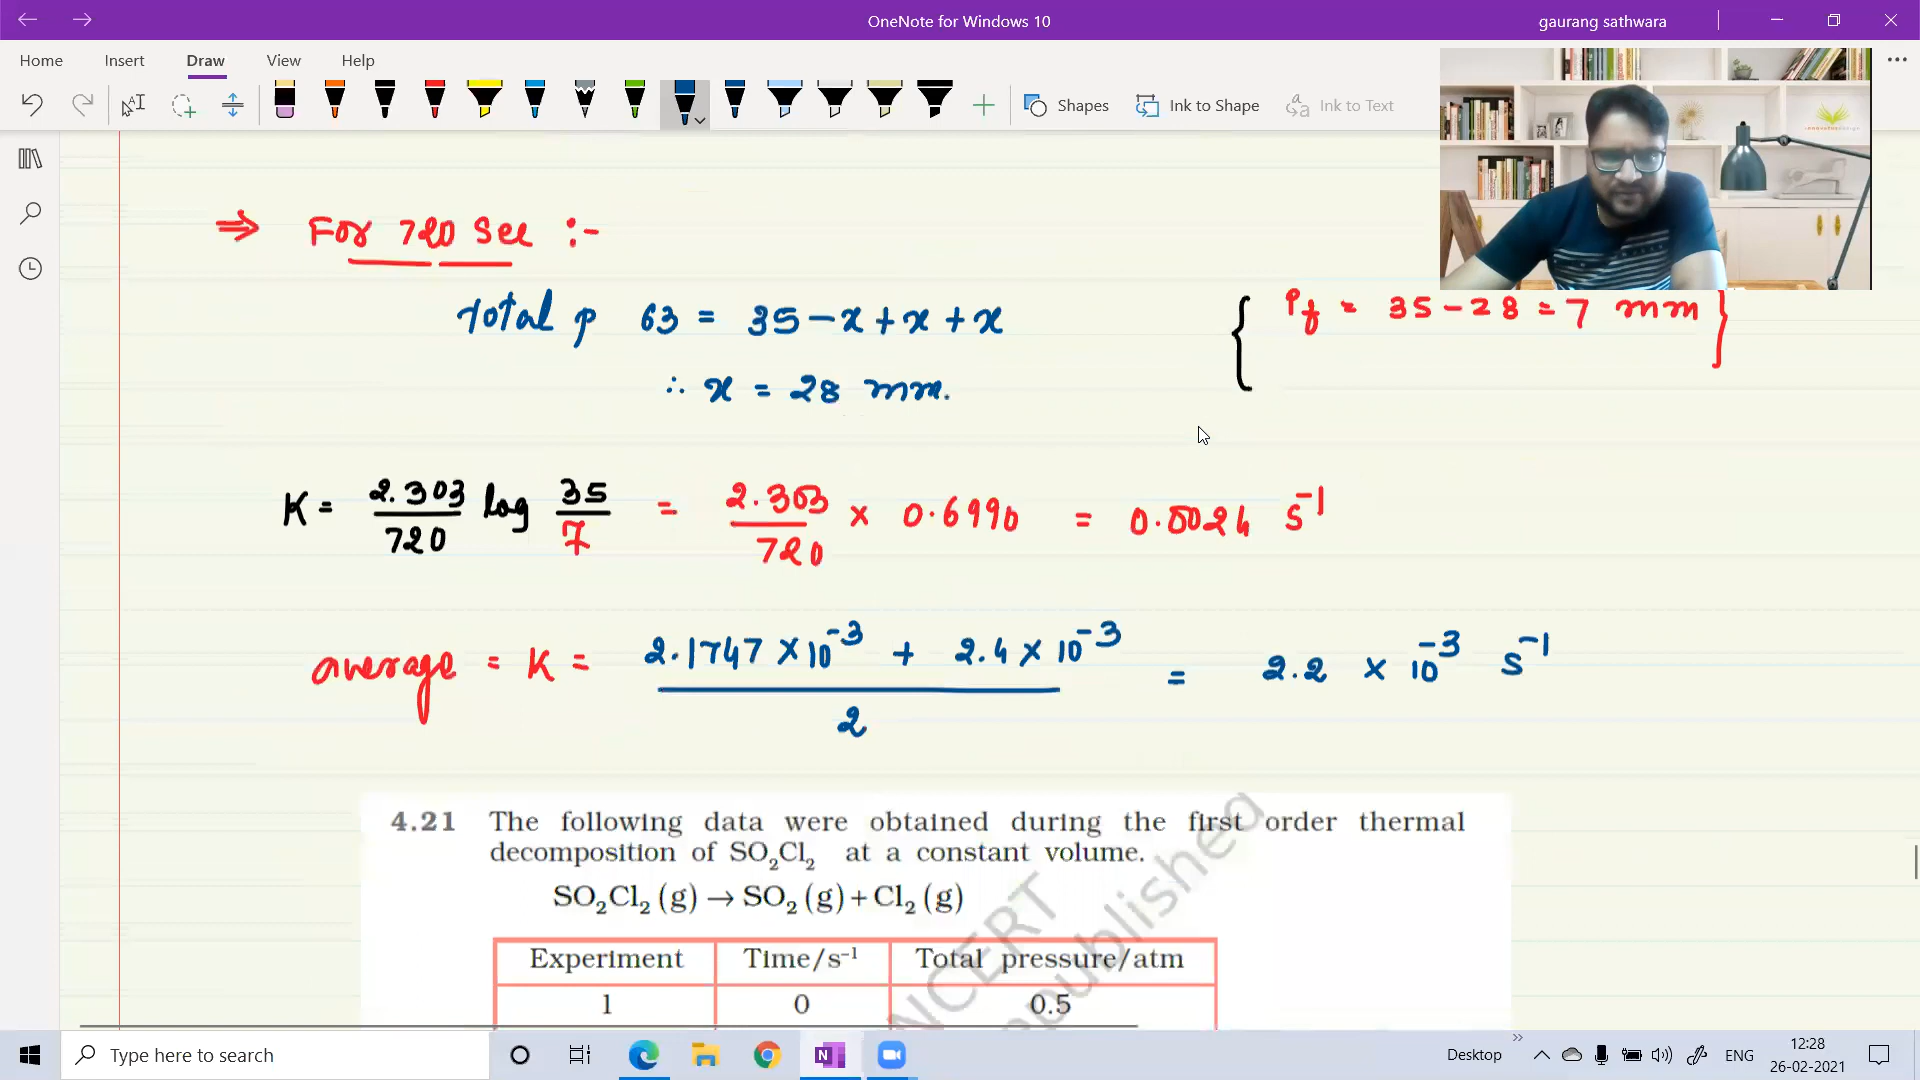 OneNote for Windows 10
gaurang sathwara
Home Insert Draw View Help
Shapes Ink to Shape Ink to Text
⇒ For 720 Sec :-
Total p 63 = 35 - x + x + x
∴ x = 28 mm.
{ Pf = 35 - 28 = 7 mm }
K = 2.303/720 log 35/7 = 2.303/720 × 0.6990 = 0.0024 s⁻¹
average = K = (2.1747 × 10⁻³ + 2.4 × 10⁻³)/2 = 2.2 × 10⁻³ s⁻¹
4.21 The following data were obtained during the first order thermal
decomposition of SO₂Cl₂ at a constant volume.
SO₂Cl₂ (g) → SO₂ (g) + Cl₂ (g)
Experiment Time/s⁻¹ Total pressure/atm
1 0 0.5
NCERT
published
Type here to search
Desktop
ENG
12:28
26-02-2021